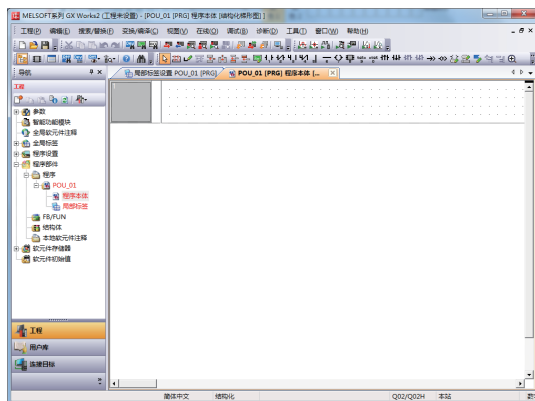 MELSOFT系列 GX Works2 (工程未设置) - [POU_01 [PRG] 程序本体 [结构化梯形图] ]
工程(P) 编辑(E) 搜索/替换(F) 变换/编译(C) 视图(V) 在线(O) 调试(B) 诊断(D) 工具(T) 窗口(W) 帮助(H)
导航
局部标签设置 POU_01 [PRG]
POU_01 [PRG] 程序本体 [...
工程
参数
智能功能模块
全局软元件注释
全局标签
程序设置
程序部件
程序
POU_01
程序本体
局部标签
FB/FUN
结构体
本地软元件注释
软元件存储器
软元件初始值
1
工程
用户库
连接目标
简体中文 结构化 Q02/Q02H 本站